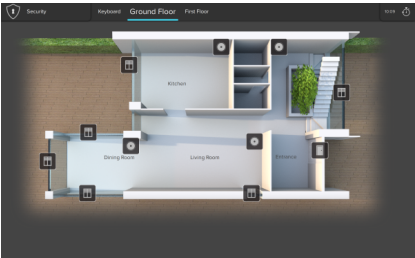 Security
Keyboard Ground Floor First Floor
Kitchen
Dining Room
Living Room
Entrance